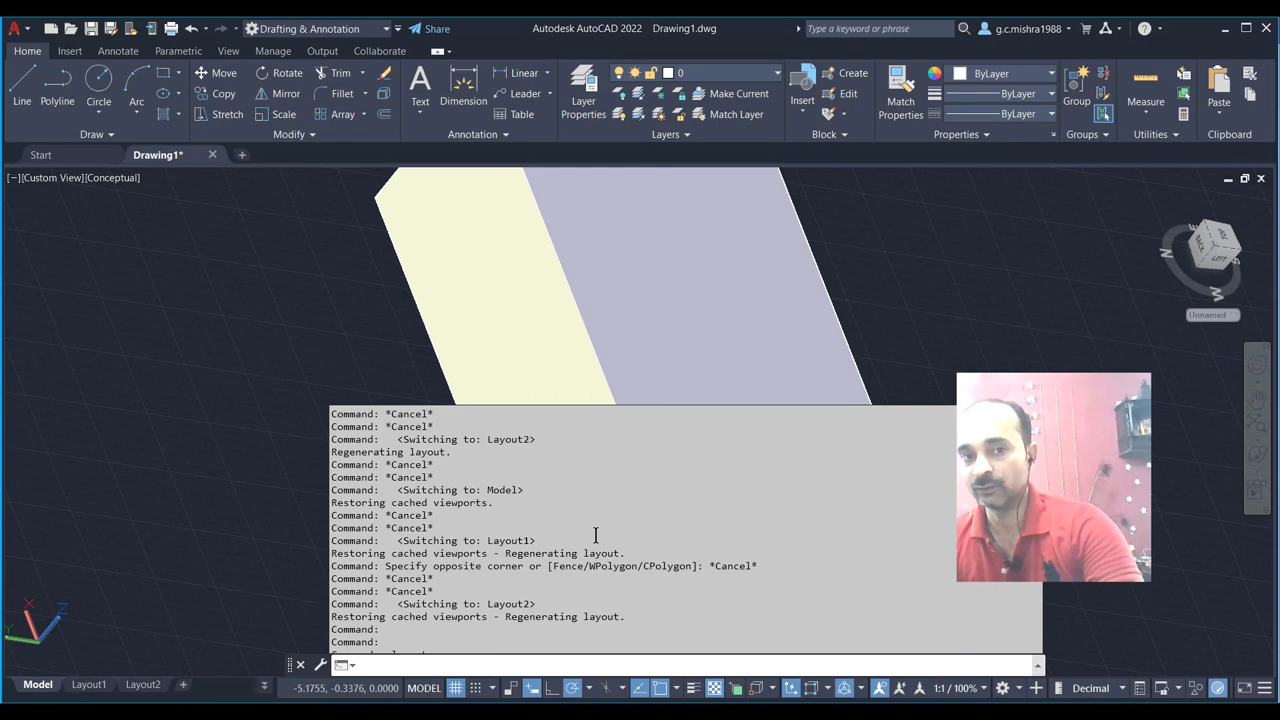 Drafting & Annotation
Share
Autodesk AutoCAD 2022 Drawing1.dwg
Type a keyword or phrase
g.c.mishra1988
Home Insert Annotate Parametric View Manage Output Collaborate
Line Polyline Circle Arc
Move Rotate Trim
Copy Mirror Fillet
Stretch Scale Array
Text Dimension
Linear
Leader
Table
Layer Properties
0
Make Current
Match Layer
Insert
Create
Edit
Match Properties
ByLayer
ByLayer
ByLayer
Group
Measure
Paste
Draw Modify Annotation Layers Block Properties Groups Utilities Clipboard
Start Drawing1*
[−][Custom View][Conceptual]
TOP
BACK
LEFT
N
E
S
W
Unnamed
Command: *Cancel*
Command: *Cancel*
Command: <Switching to: Layout2>
Regenerating layout.
Command: *Cancel*
Command: *Cancel*
Command: <Switching to: Model>
Restoring cached viewports.
Command: *Cancel*
Command: *Cancel*
Command: <Switching to: Layout1>
Restoring cached viewports - Regenerating layout.
Command: Specify opposite corner or [Fence/WPolygon/CPolygon]: *Cancel*
Command: *Cancel*
Command: *Cancel*
Command: <Switching to: Layout2>
Restoring cached viewports - Regenerating layout.
Command:
Command:
X
Y
Z
Model Layout1 Layout2
-5.1755, -0.3376, 0.0000 MODEL
1:1 / 100%
Decimal